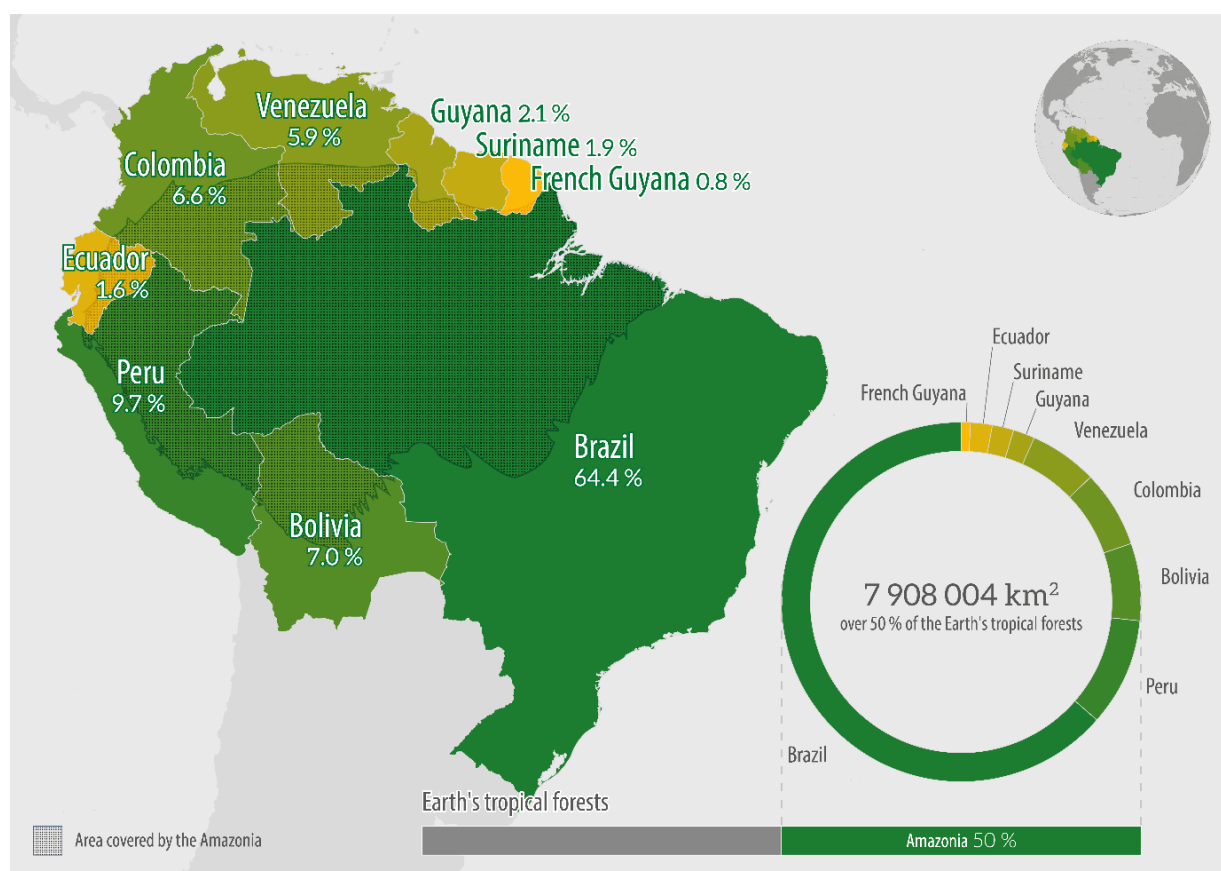 Venezuela
5.9 %
Guyana 2.1 %
Suriname 1.9 %
French Guyana 0.8 %
Colombia
6.6 %
Ecuador
1.6 %
Peru
9.7 %
Brazil
64.4 %
Bolivia
7.0 %
Ecuador
Suriname
French Guyana
Guyana
Venezuela
Colombia
Bolivia
Peru
Brazil
7 908 004 km²
over 50 % of the Earth's tropical forests
Earth's tropical forests
Area covered by the Amazonia
Amazonia 50 %